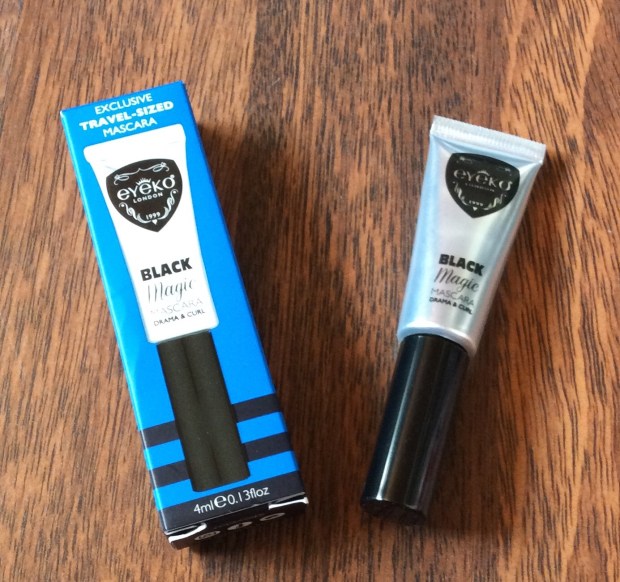 EXCLUSIVE
TRAVEL-SIZED
MASCARA
eyeko
LONDON
1999
BLACK
Magic
MASCARA
DRAMA & CURL
4ml e 0.13floz
eyeko
LONDON
BLACK
Magic
MASCARA
DRAMA & CURL